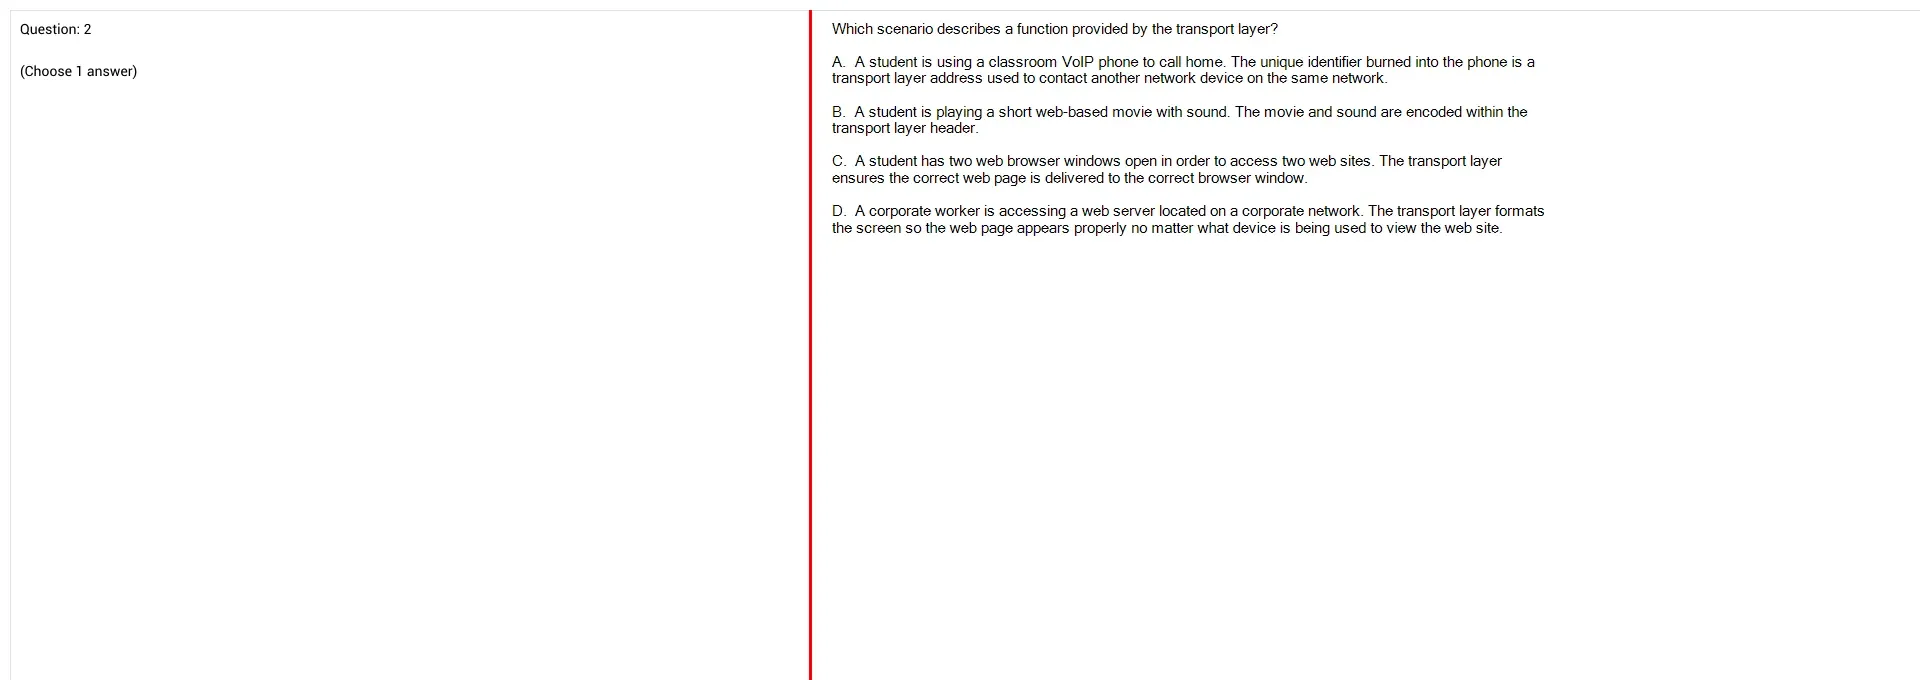 Question: 2
(Choose 1 answer)
Which scenario describes a function provided by the transport layer?
A.  A student is using a classroom VoIP phone to call home. The unique identifier burned into the phone is a
transport layer address used to contact another network device on the same network.
B.  A student is playing a short web-based movie with sound. The movie and sound are encoded within the
transport layer header.
C.  A student has two web browser windows open in order to access two web sites. The transport layer
ensures the correct web page is delivered to the correct browser window.
D.  A corporate worker is accessing a web server located on a corporate network. The transport layer formats
the screen so the web page appears properly no matter what device is being used to view the web site.